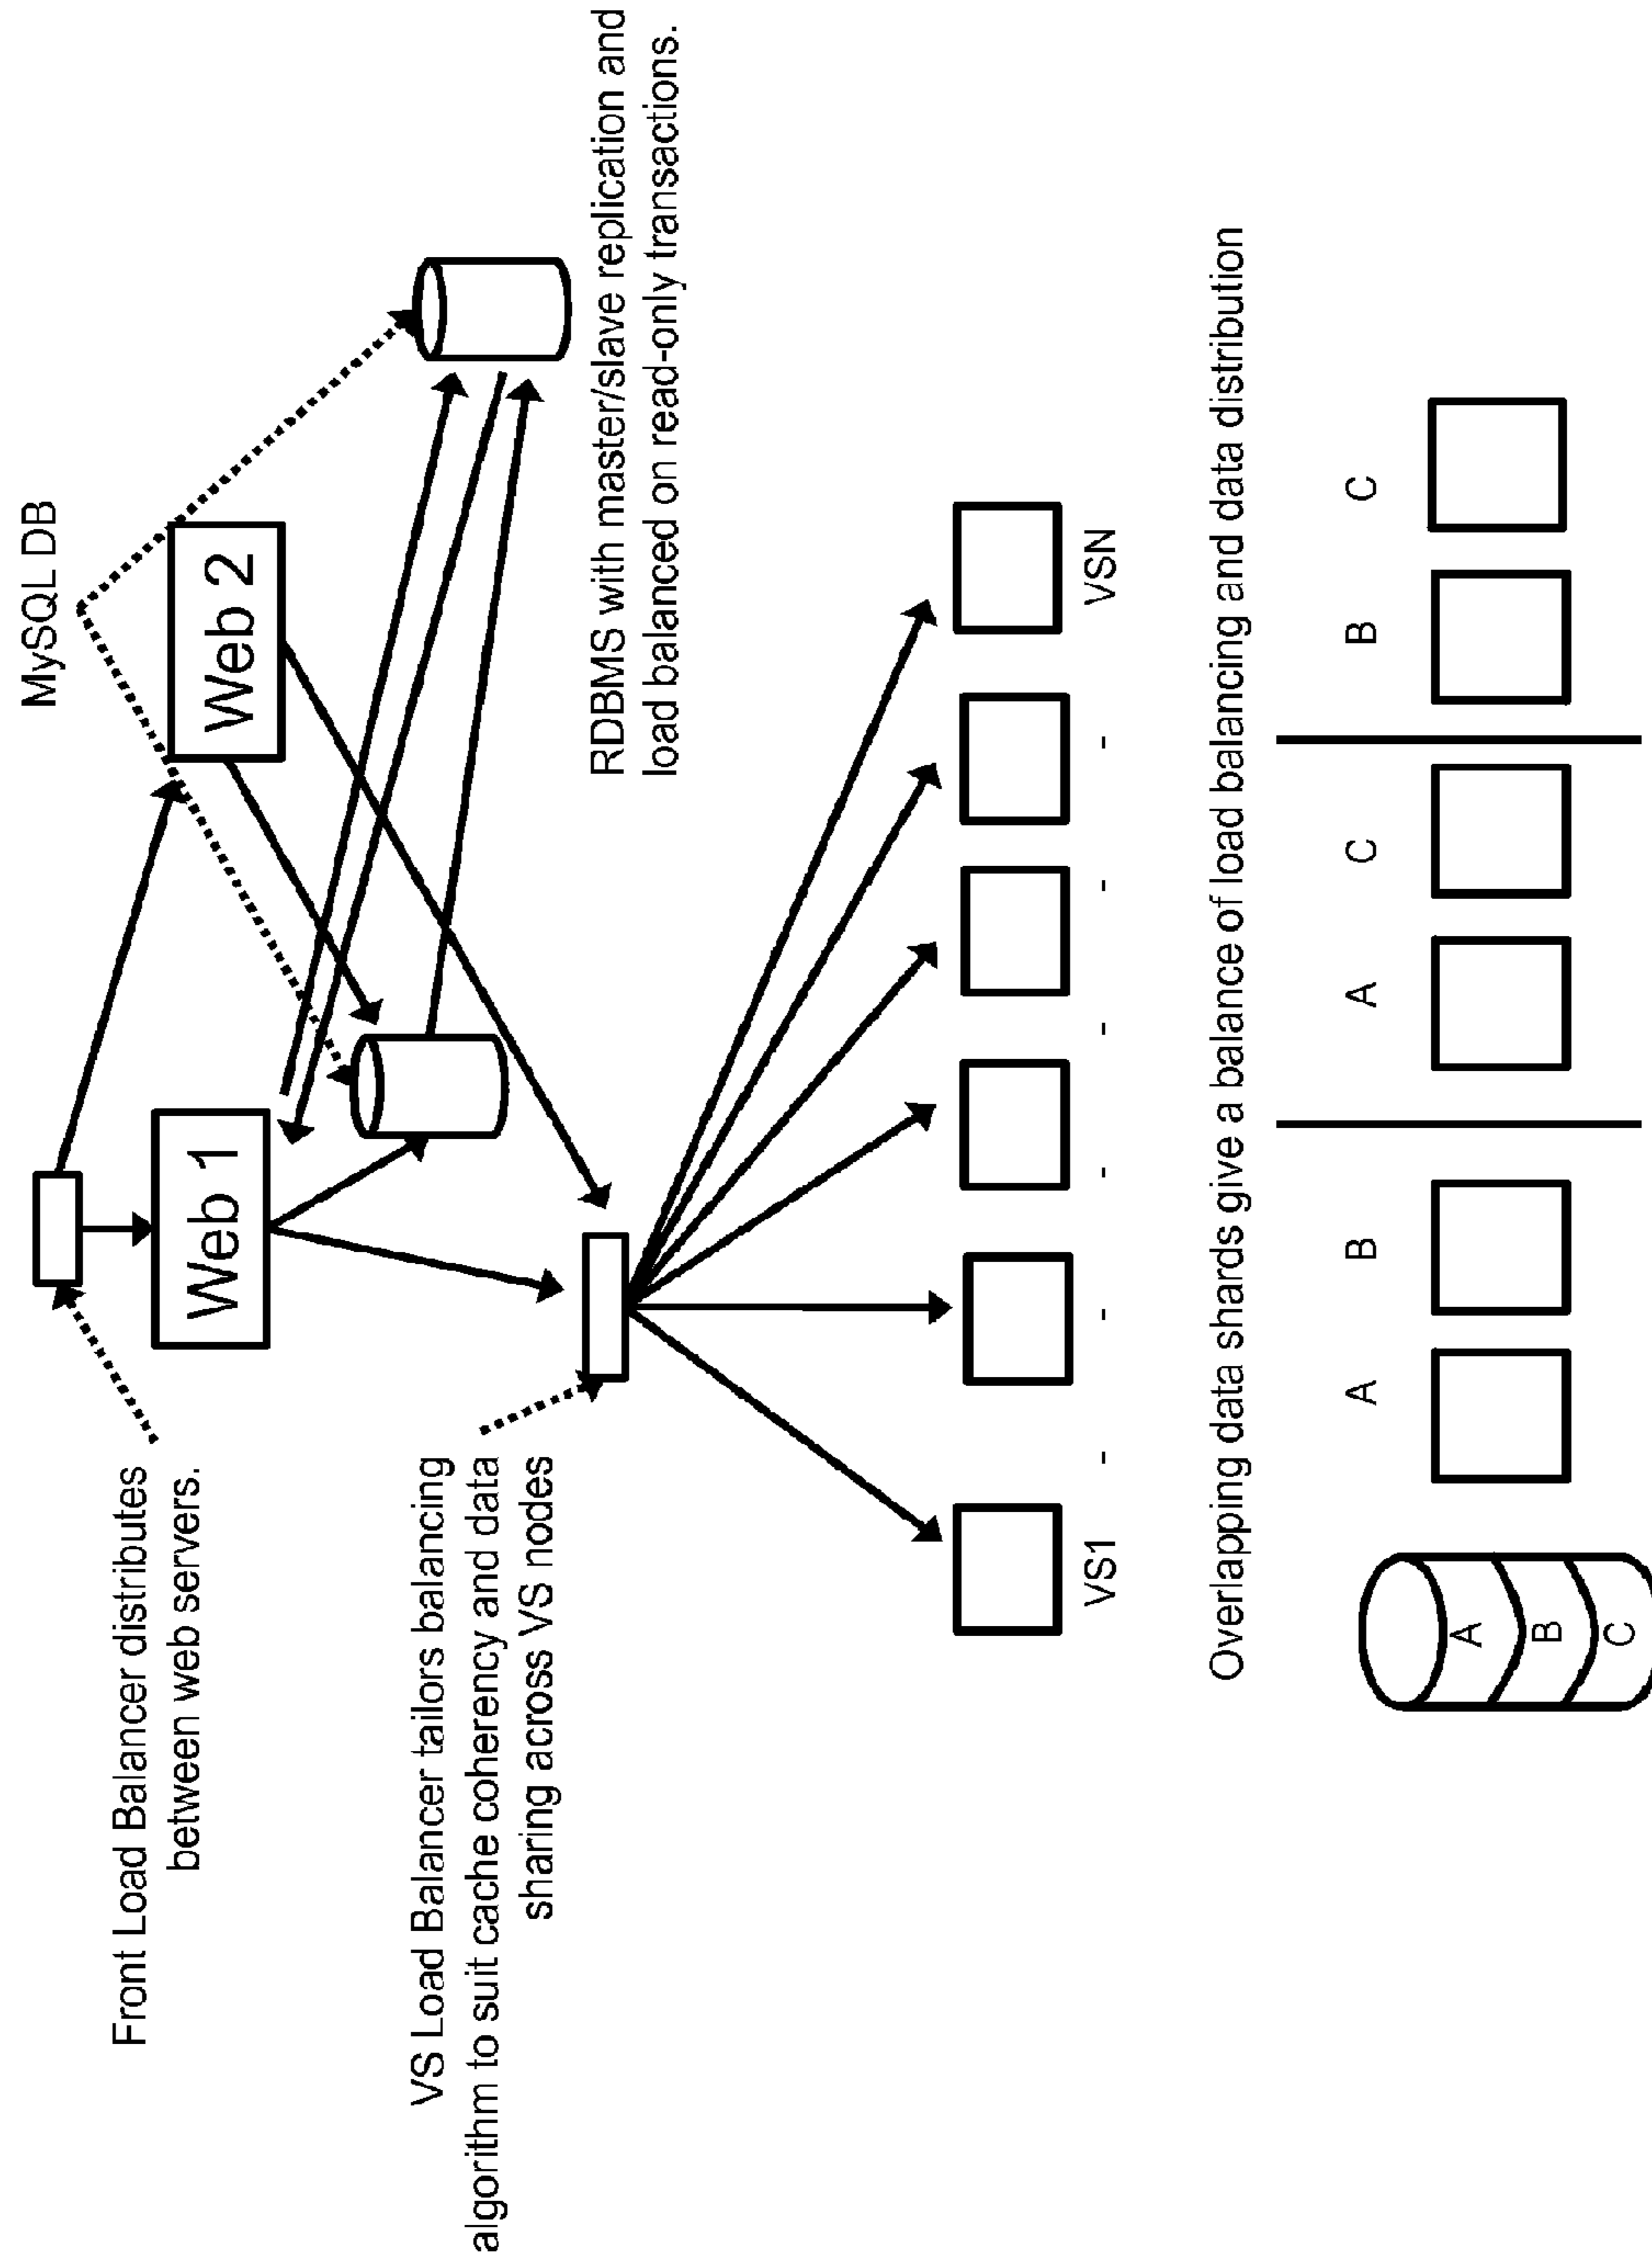 MySQL DB
Front Load Balancer distributes
between web servers.
Web 1
Web 2
VS Load Balancer tailors balancing
algorithm to suit cache coherency and data
sharing across VS nodes
RDBMS with master/slave replication and
load balanced on read-only transactions.
VS1 - - - - - - VSN
Overlapping data shards give a balance of load balancing and data distribution
A B A C B C
A
B
C